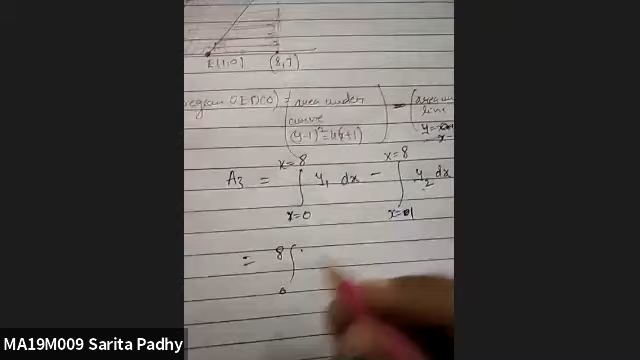 E(1,0) (8,7)
region OEDCO) = (area under curve (y-1)² = 4(x+1)) - (area un line y=
A₃ = ∫ y₁ dx - ∫ y₂ dx
x=8 x=8
x=0 x=1
= 8 ∫
0
MA19M009 Sarita Padhy